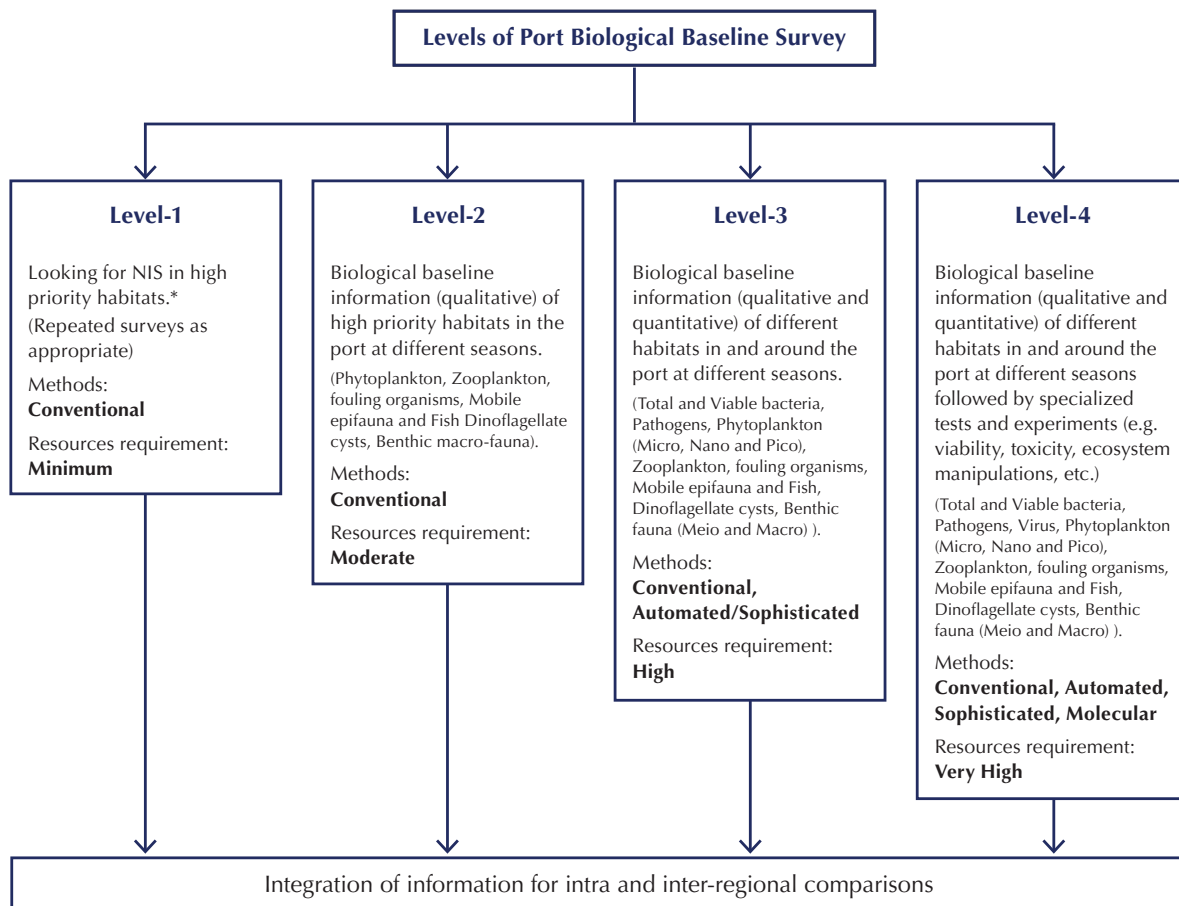 Levels of Port Biological Baseline Survey
Level-1
Looking for NIS in high
priority habitats.*
(Repeated surveys as
appropriate)
Methods:
Conventional
Resources requirement:
Minimum
Level-2
Biological baseline
information (qualitative) of
high priority habitats in the
port at different seasons.
(Phytoplankton, Zooplankton,
fouling organisms, Mobile
epifauna and Fish Dinoflagellate
cysts, Benthic macro-fauna).
Methods:
Conventional
Resources requirement:
Moderate
Level-3
Biological baseline
information (qualitative and
quantitative) of different
habitats in and around the
port at different seasons.
(Total and Viable bacteria,
Pathogens, Phytoplankton
(Micro, Nano and Pico),
Zooplankton, fouling organisms,
Mobile epifauna and Fish,
Dinoflagellate cysts, Benthic
fauna (Meio and Macro) ).
Methods:
Conventional,
Automated/Sophisticated
Resources requirement:
High
Level-4
Biological baseline
information (qualitative and
quantitative) of different
habitats in and around the
port at different seasons
followed by specialized
tests and experiments (e.g.
viability, toxicity, ecosystem
manipulations, etc.)
(Total and Viable bacteria,
Pathogens, Virus, Phytoplankton
(Micro, Nano and Pico),
Zooplankton, fouling organisms,
Mobile epifauna and Fish,
Dinoflagellate cysts, Benthic
fauna (Meio and Macro) ).
Methods:
Conventional, Automated,
Sophisticated, Molecular
Resources requirement:
Very High
Integration of information for intra and inter-regional comparisons